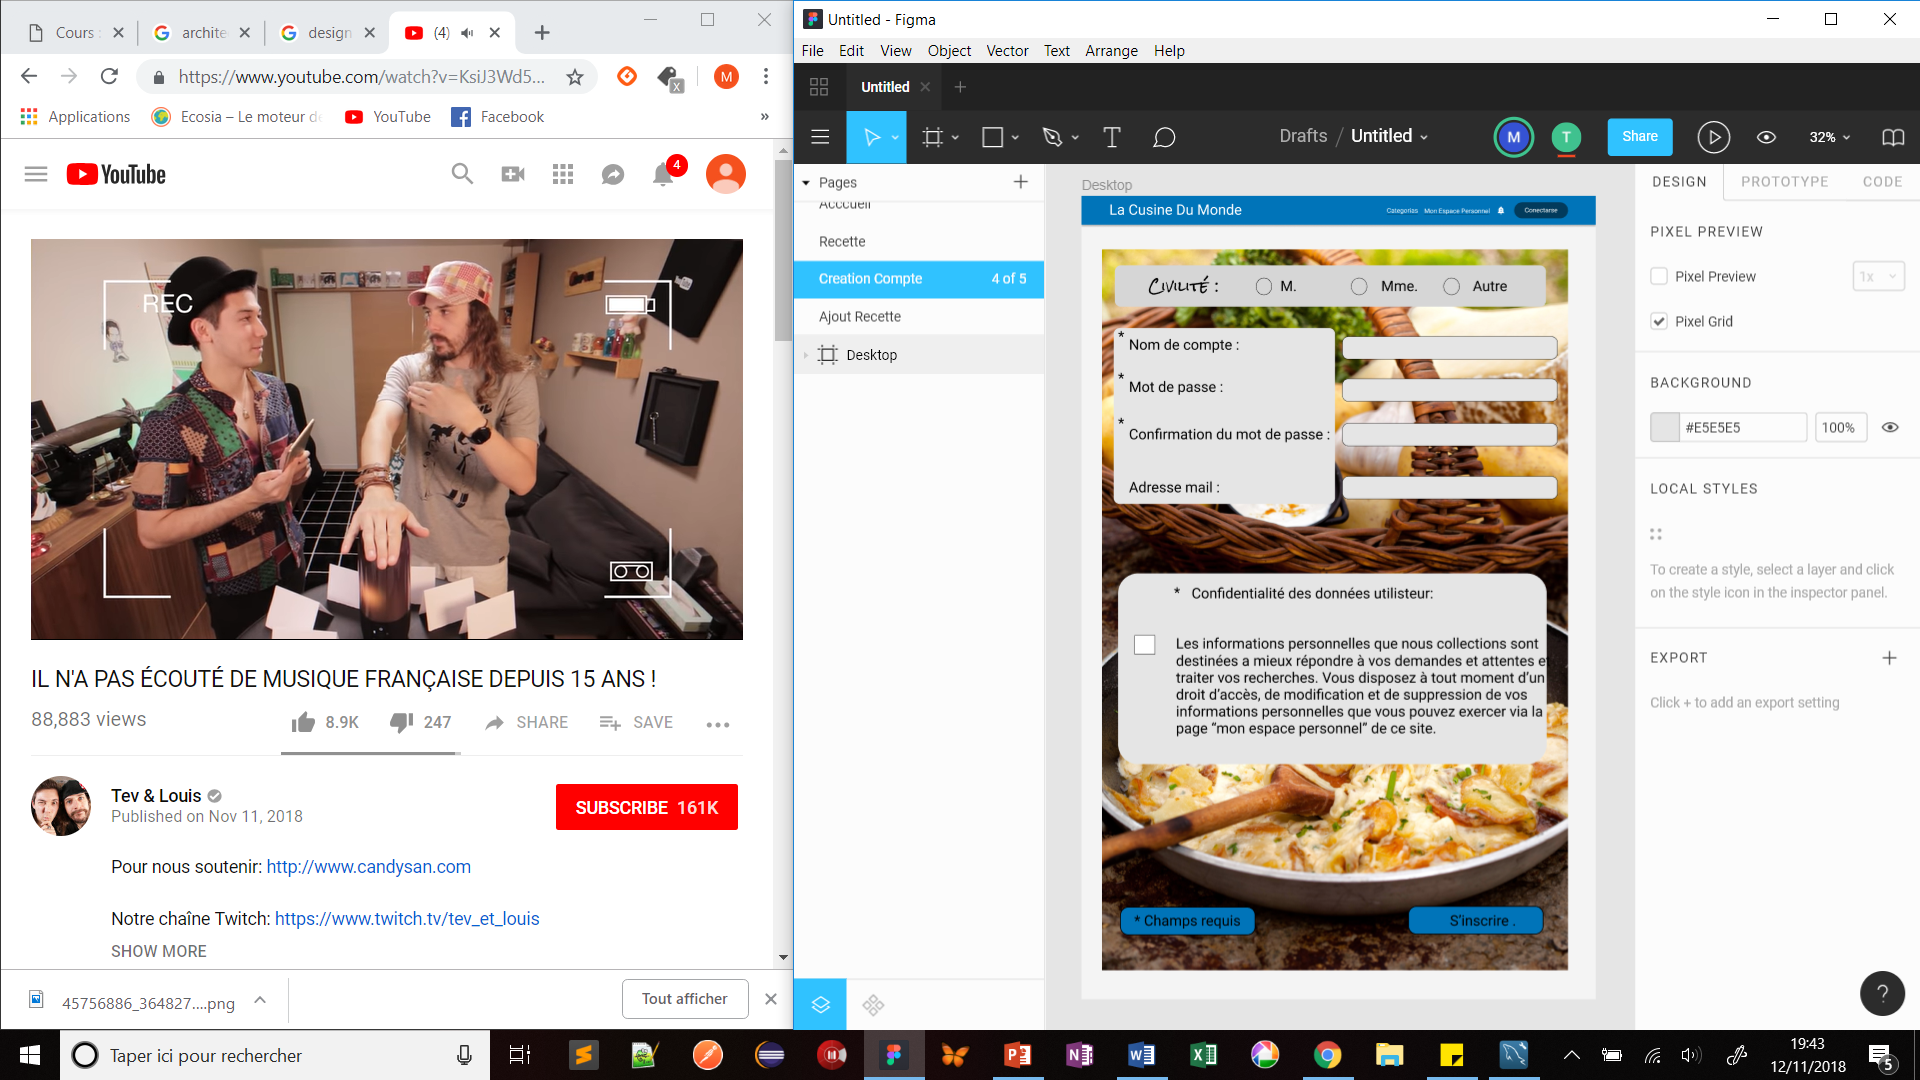 Cours
archite
design
(4)
https://www.youtube.com/watch?v=KsiJ3Wd5...
M
Applications
Ecosia – Le moteur de
YouTube
Facebook
»
YouTube
4
REC
IL N'A PAS ÉCOUTÉ DE MUSIQUE FRANÇAISE DEPUIS 15 ANS !
88,883 views
8.9K
247
SHARE
SAVE
Tev & Louis
Published on Nov 11, 2018
SUBSCRIBE 161K
Pour nous soutenir: http://www.candysan.com
Notre chaîne Twitch: https://www.twitch.tv/tev_et_louis
SHOW MORE
45756886_364827....png
Tout afficher
Untitled - Figma
File Edit View Object Vector Text Arrange Help
Untitled
Drafts / Untitled
M
T
Share
32%
Pages
Accueil
Recette
Creation Compte 4 of 5
Ajout Recette
Desktop
Desktop
La Cusine Du Monde
Categorias Mon Espace Personnel
Conectarse
Civilité :
M.
Mme.
Autre
* Nom de compte :
* Mot de passe :
* Confirmation du mot de passe :
Adresse mail :
* Confidentialité des données utilisteur:
Les informations personnelles que nous collections sont
destinées a mieux répondre à vos demandes et attentes et
traiter vos recherches. Vous disposez à tout moment d'un
droit d'accès, de modification et de suppression de vos
informations personnelles que vous pouvez exercer via la
page “mon espace personnel” de ce site.
* Champs requis
S'inscrire .
DESIGN PROTOTYPE CODE
PIXEL PREVIEW
Pixel Preview
1x
Pixel Grid
BACKGROUND
#E5E5E5
100%
LOCAL STYLES
To create a style, select a layer and click
on the style icon in the inspector panel.
EXPORT
Click + to add an export setting
?
Taper ici pour rechercher
19:43
12/11/2018
5